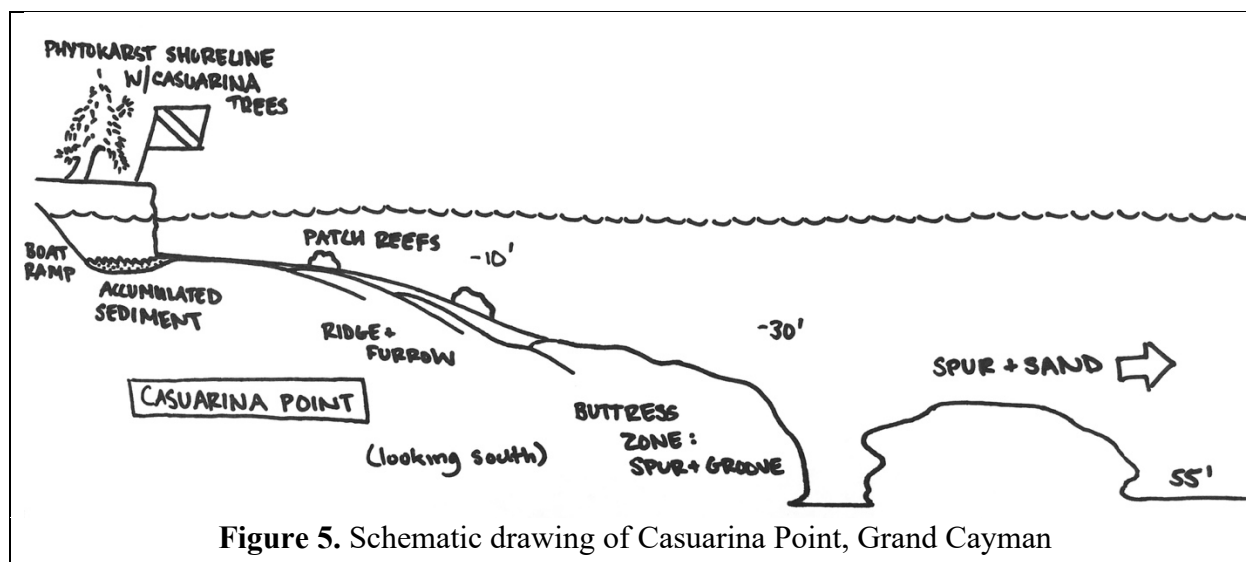 PHYTOKARST SHORELINE
W/CASUARINA
TREES
BOAT
RAMP
ACCUMULATED
SEDIMENT
PATCH REEFS
-10'
RIDGE +
FURROW
-30'
SPUR + SAND
CASUARINA POINT
(looking south)
BUTTRESS
ZONE:
SPUR + GROOVE
55'
Figure 5. Schematic drawing of Casuarina Point, Grand Cayman